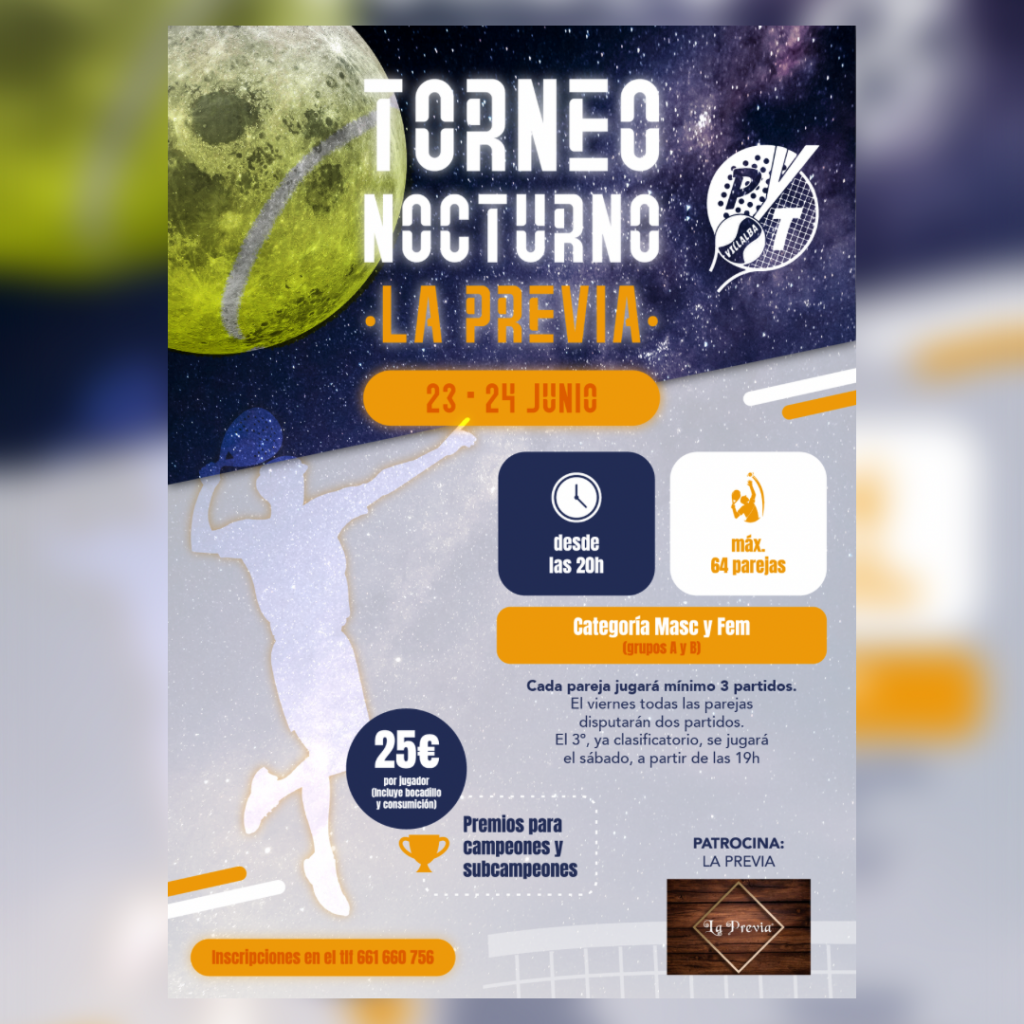 TORNEO
NOCTURNO
·LA PREVIA·
23 - 24 JUNIO
P V T
VILLALBA
desde
las 20h
máx.
64 parejas
Categoría Masc y Fem
(grupos A y B)
Cada pareja jugará mínimo 3 partidos.
El viernes todas las parejas
disputarán dos partidos.
El 3º, ya clasificatorio, se jugará
el sábado, a partir de las 19h
25€
por jugador
(Incluye bocadillo
y consumición)
Premios para
campeones y
subcampeones
PATROCINA:
LA PREVIA
La Previa
Inscripciones en el tlf 661 660 756